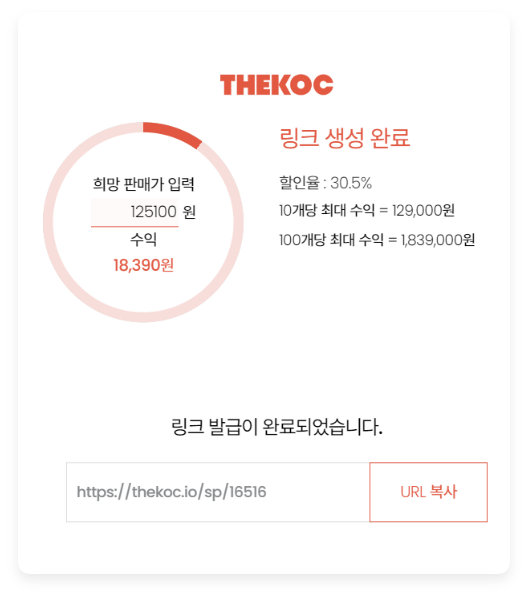 THEKOC
희망 판매가 입력
125100 원
수익
18,390원
링크 생성 완료
할인율 : 30.5%
10개당 최대 수익 = 129,000원
100개당 최대 수익 = 1,839,000원
링크 발급이 완료되었습니다.
https://thekoc.io/sp/16516
URL 복사